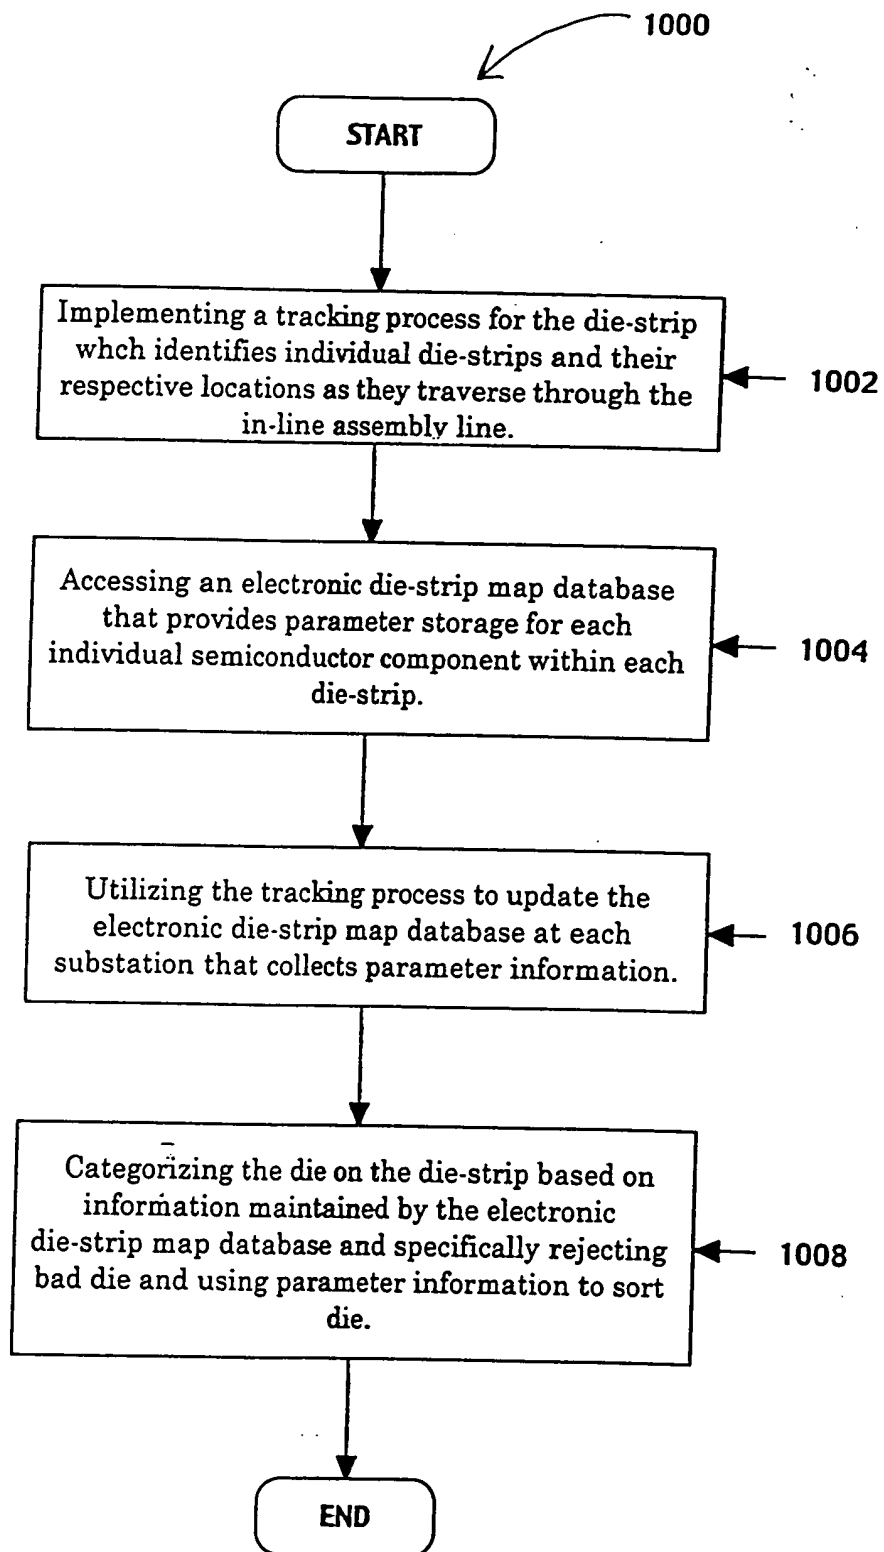 1000
START
Implementing a tracking process for the die-strip
whch identifies individual die-strips and their
respective locations as they traverse through the
in-line assembly line.
1002
Accessing an electronic die-strip map database
that provides parameter storage for each
individual semiconductor component within each
die-strip.
1004
Utilizing the tracking process to update the
electronic die-strip map database at each
substation that collects parameter information.
1006
Categorizing the die on the die-strip based on
information maintained by the electronic
die-strip map database and specifically rejecting
bad die and using parameter information to sort
die.
1008
END